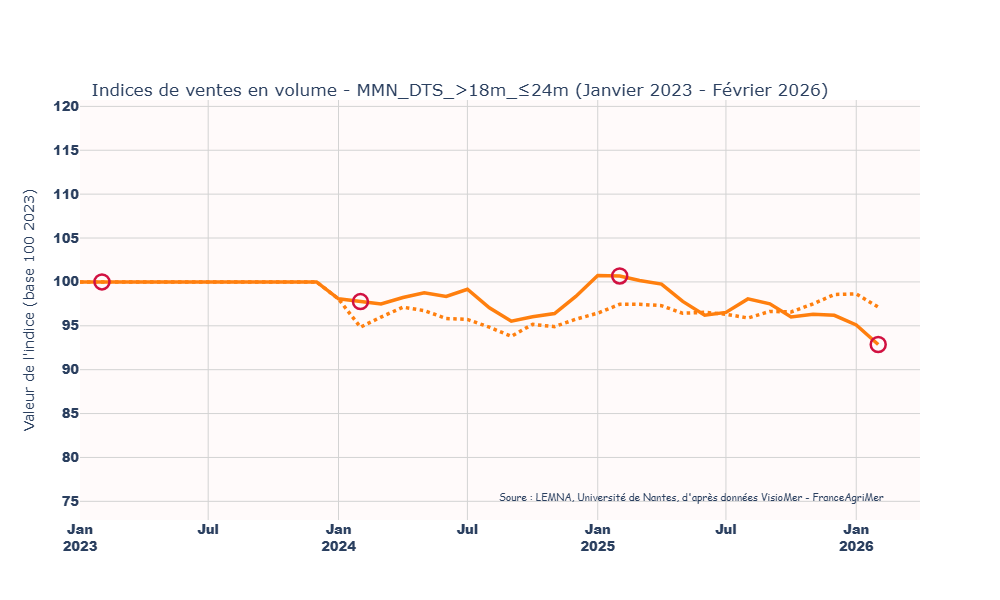 Indices de ventes en volume - MMN_DTS_>18m_≤24m (Janvier 2023 - Février 2026)
120
115
110
105
100
95
90
85
80
75
Valeur de l'indice (base 100 2023)
Soure : LEMNA, Université de Nantes, d'après données VisioMer - FranceAgriMer
Jan Jul Jan Jul Jan Jul Jan
2023 2024 2025 2026